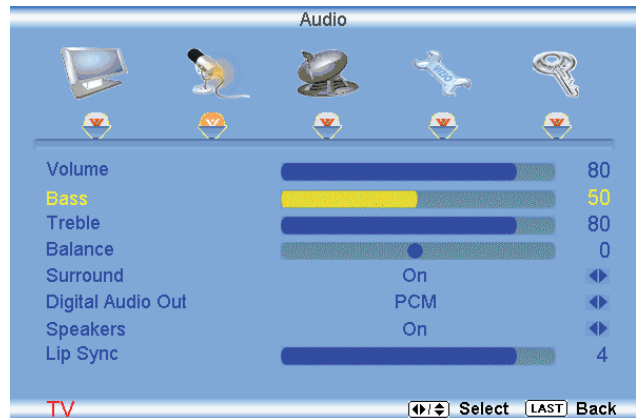 Audio
VIZIO
Volume 80
Bass 50
Treble 80
Balance 0
Surround On
Digital Audio Out PCM
Speakers On
Lip Sync 4
TV Select LAST Back